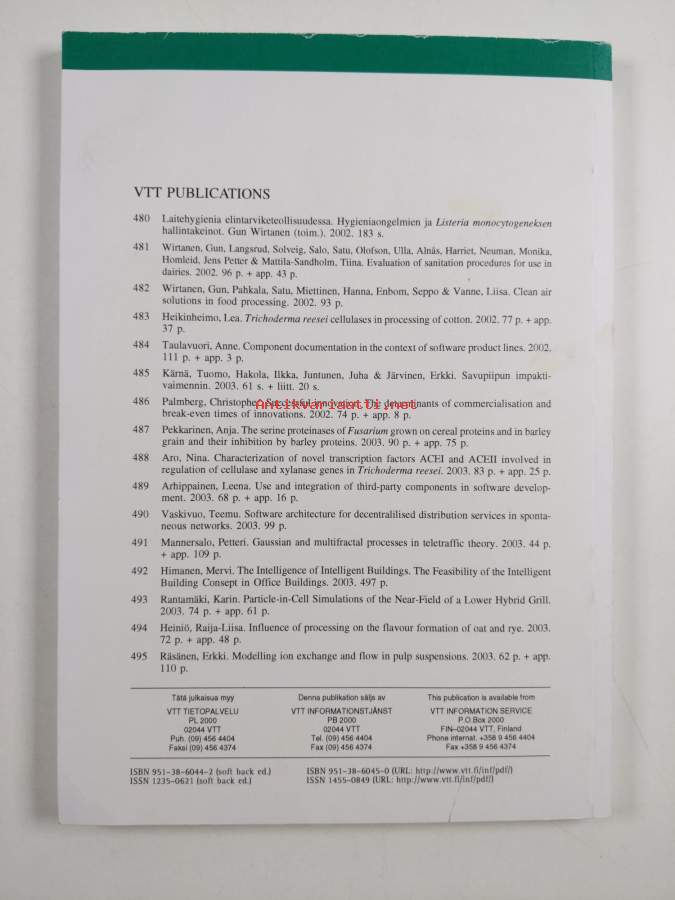 VTT PUBLICATIONS
480 Laitehygienia elintarviketeollisuudessa. Hygieniaongelmien ja Listeria monocytogeneksen
hallintakeinot. Gun Wirtanen (toim.). 2002. 183 s.
481 Wirtanen, Gun, Langsrud, Solveig, Salo, Satu, Olofson, Ulla, Alnås, Harriet, Neuman, Monika,
Homleid, Jens Petter & Mattila-Sandholm, Tiina. Evaluation of sanitation procedures for use in
dairies. 2002. 96 p. + app. 43 p.
482 Wirtanen, Gun, Pahkala, Satu, Miettinen, Hanna, Enbom, Seppo & Vanne, Liisa. Clean air
solutions in food processing. 2002. 93 p.
483 Heikinheimo, Lea. Trichoderma reesei cellulases in processing of cotton. 2002. 77 p. + app.
37 p.
484 Taulavuori, Anne. Component documentation in the context of software product lines. 2002.
111 p. + app. 3 p.
485 Kärnä, Tuomo, Hakola, Ilkka, Juntunen, Juha & Järvinen, Erkki. Savupiipun impakti-
vaimennin. 2003. 61 s. + liitt. 20 s.
486 Palmberg, Christopher. Successful innovation. The determinants of commercialisation and
break-even times of innovations. 2002. 74 p. + app. 8 p.
Antikvariaatti.net
487 Pekkarinen, Anja. The serine proteinases of Fusarium grown on cereal proteins and in barley
grain and their inhibition by barley proteins. 2003. 90 p. + app. 75 p.
488 Aro, Nina. Characterization of novel transcription factors ACEI and ACEII involved in
regulation of cellulase and xylanase genes in Trichoderma reesei. 2003. 83 p. + app. 25 p.
489 Arhippainen, Leena. Use and integration of third-party components in software develop-
ment. 2003. 68 p. + app. 16 p.
490 Vaskivuo, Teemu. Software architecture for decentralilised distribution services in sponta-
neous networks. 2003. 99 p.
491 Mannersalo, Petteri. Gaussian and multifractal processes in teletraffic theory. 2003. 44 p.
+ app. 109 p.
492 Himanen, Mervi. The Intelligence of Intelligent Buildings. The Feasibility of the Intelligent
Building Consept in Office Buildings. 2003. 497 p.
493 Rantamäki, Karin. Particle-in-Cell Simulations of the Near-Field of a Lower Hybrid Grill.
2003. 74 p. + app. 61 p.
494 Heiniö, Raija-Liisa. Influence of processing on the flavour formation of oat and rye. 2003.
72 p. + app. 48 p.
495 Räsänen, Erkki. Modelling ion exchange and flow in pulp suspensions. 2003. 62 p. + app.
110 p.
Tätä julkaisua myy
VTT TIETOPALVELU
PL 2000
02044 VTT
Puh. (09) 456 4404
Faksi (09) 456 4374
Denna publikation säljs av
VTT INFORMATIONSTJÄNST
PB 2000
02044 VTT
Tel. (09) 456 4404
Fax (09) 456 4374
This publication is available from
VTT INFORMATION SERVICE
P.O.Box 2000
FIN–02044 VTT, Finland
Phone internat. +358 9 456 4404
Fax +358 9 456 4374
ISBN 951-38-6044-2 (soft back ed.)
ISSN 1235-0621 (soft back ed.)
ISBN 951-38-6045-0 (URL: http://www.vtt.fi/inf/pdf/)
ISSN 1455-0849 (URL: http://www.vtt.fi/inf/pdf/)